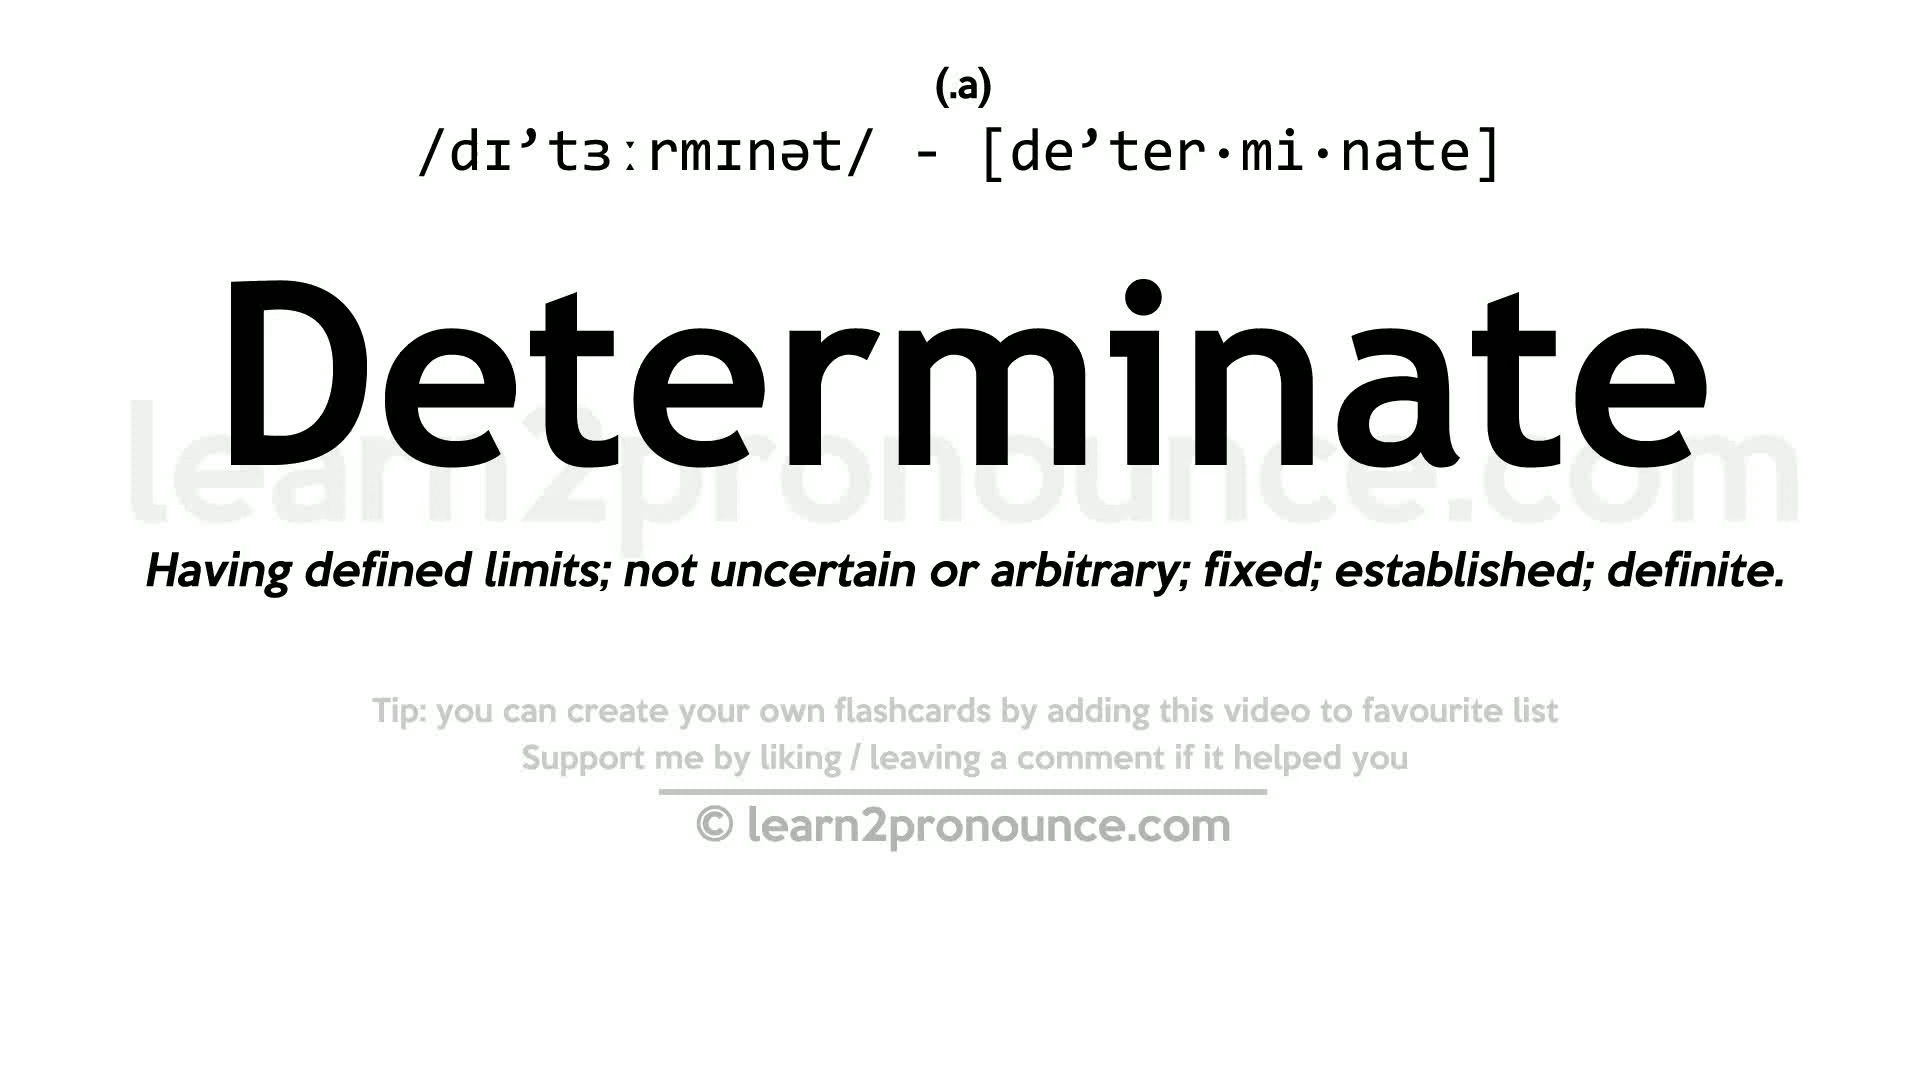 (.a)
/dɪ’tɜːrmɪnət/ - [de’ter·mi·nate]
Determinate
learn2pronounce.com
Having defined limits; not uncertain or arbitrary; fixed; established; definite.
Tip: you can create your own flashcards by adding this video to favourite list
Support me by liking / leaving a comment if it helped you
© learn2pronounce.com